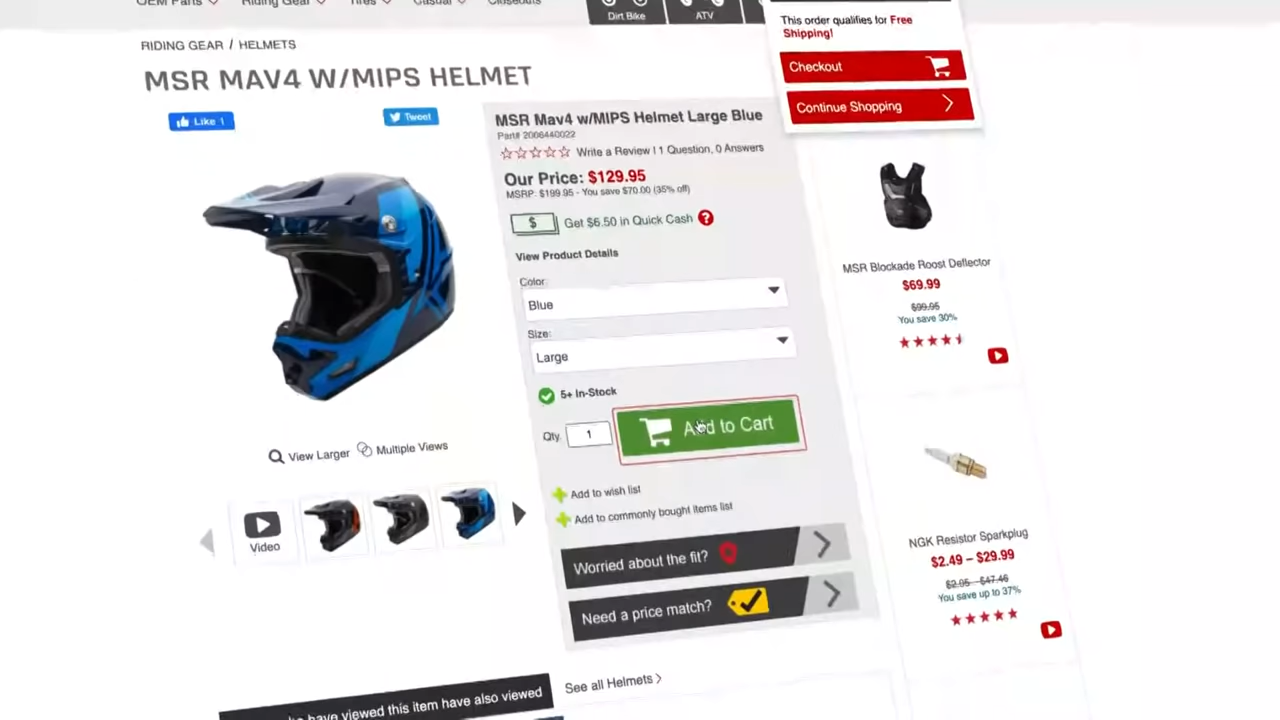 OEM Parts
Riding Gear
Tires
Casual
Closeouts
Dirt Bike
ATV
This order qualifies for Free
Shipping!
Checkout
Continue Shopping
RIDING GEAR / HELMETS
MSR MAV4 W/MIPS HELMET
Like 1
Tweet
MSR Mav4 w/MIPS Helmet Large Blue
Part# 2006440022
Write a Review | 1 Question, 0 Answers
Our Price: $129.95
MSRP: $199.95 - You save $70.00 (35% off)
$ Get $6.50 in Quick Cash ?
View Product Details
Color:
Blue
Size:
Large
5+ In-Stock
Qty. 1 Add to Cart
Add to wish list
Add to commonly bought items list
Worried about the fit?
Need a price match?
View Larger
Multiple Views
Video
MSR Blockade Roost Deflector
$69.99
$99.95
You save 30%
NGK Resistor Sparkplug
$2.49 – $29.99
$2.95 - $47.46
You save up to 37%
See all Helmets
have viewed this item have also viewed